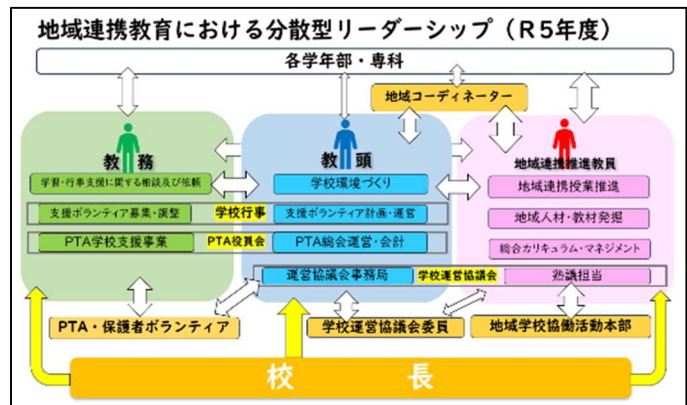 地域連携教育における分散型リーダーシップ（R5年度）
各学年部・専科
地域コーディネーター
教務
教頭
地域連携推進教員
学習・行事支援に関する相談及び依頼
学校環境づくり
地域連携授業推進
支援ボランティア募集・調整
学校行事
支援ボランティア計画・運営
地域人材・教材発掘
PTA学校支援事業
PTA役員会
PTA総会運営・会計
総合カリキュラム・マネジメント
運営協議会事務局
学校運営協議会
熟議担当
PTA・保護者ボランティア
学校運営協議会委員
地域学校協働活動本部
校長